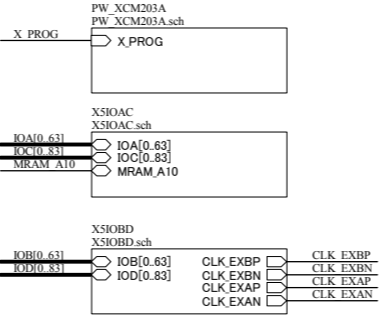 PW_XCM203A
PW_XCM203A.sch
X_PROG
X_PROG
X5IOAC
X5IOAC.sch
IOA[0..63]
IOA[0..63]
IOC[0..83]
IOC[0..83]
MRAM_A10
MRAM_A10
X5IOBD
X5IOBD.sch
IOB[0..63]
IOB[0..63]
CLK_EXBP
CLK_EXBP
IOD[0..83]
IOD[0..83]
CLK_EXBN
CLK_EXBN
CLK_EXAP
CLK_EXAP
CLK_EXAN
CLK_EXAN